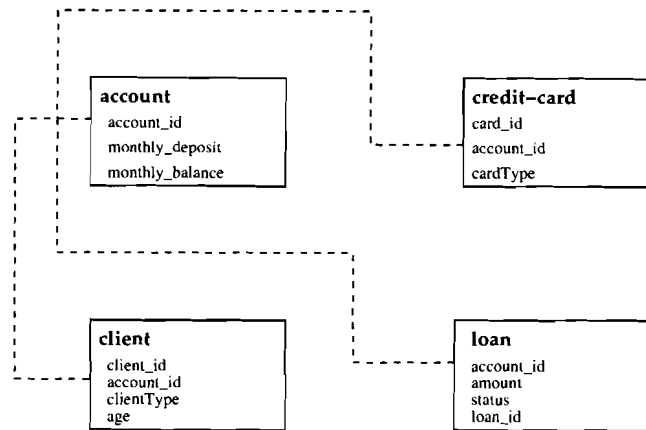 account
account_id
monthly_deposit
monthly_balance
credit-card
card_id
account_id
cardType
client
client_id
account_id
clientType
age
loan
account_id
amount
status
loan_id